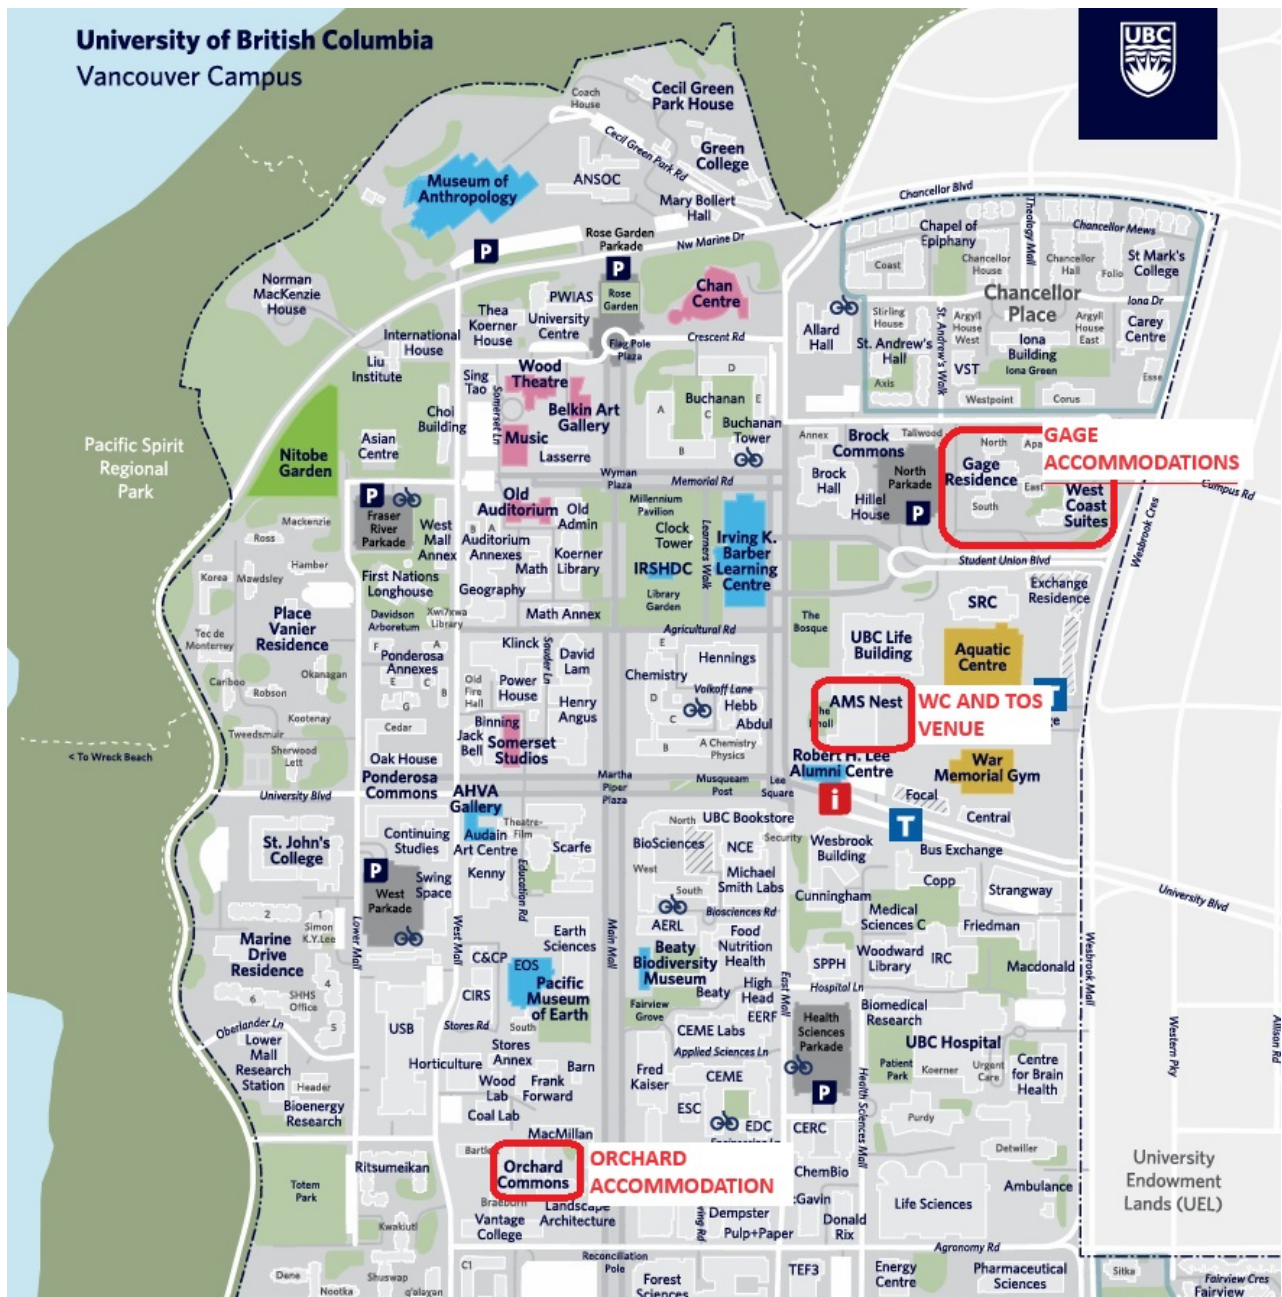 University of British Columbia
Vancouver Campus
UBC
Coach
House
Cecil Green
Park House
Cecil Green Park Rd
Green
College
Museum of
Anthropology
ANSOC
Mary Bollert
Hall
Chancellor Blvd
Theology Mall
Chancellor Mews
Rose Garden
Parkade
P
P
Nw Marine Dr
Chapel of
Epiphany
Coast
Chancellor
House
Chancellor
Hall
Folio
St Mark's
College
Chancellor
Place
Iona Dr
Norman
MacKenzie
House
PWIAS
Rose
Garden
Chan
Centre
Thea
Koerner
House
University
Centre
International
House
Flag Pole
Plaza
Crescent Rd
Allard
Hall
Stirling
House
St. Andrew's
Hall
St. Andrew's Walk
Argyll
House
West
Argyll
House
East
Iona
Building
Iona Green
Carey
Centre
VST
Axis
Esse
Westpoint
Corus
Liu
Institute
Sing
Tao
Somerset Ln
Wood
Theatre
Belkin Art
Gallery
Buchanan
A
B
C
D
E
Buchanan
Tower
Choi
Building
Music
Lasserre
Pacific Spirit
Regional
Park
Nitobe
Garden
Asian
Centre
Wyman
Plaza
Memorial Rd
Annex
Brock
Commons
Tallwood
Brock
Hall
North
Parkade
Hillel
House
P
Gage
Residence
North
Apa
East
South
West
Coast
Suites
GAGE
ACCOMMODATIONS
Campus Rd
Wesbrook Cres
P
Fraser
River
Parkade
Mackenzie
Ross
Hamber
Korea
Mawdsley
West
Mall
Annex
Old
Auditorium
B
A
Auditorium
Annexes
Old
Admin
Math
Koerner
Library
Millennium
Pavilion
Clock
Tower
IRSHDC
Library
Garden
Learners Walk
Irving K.
Barber
Learning
Centre
Student Union Blvd
Exchange
Residence
First Nations
Longhouse
Geography
Davidson
Arboretum
Xwi7xwa
Library
Math Annex
Place
Vanier
Residence
Tec de
Monterrey
Cariboo
Robson
Okanagan
Kootenay
Tweedsmuir
Sherwood
Lett
Agricultural Rd
The
Bosque
SRC
UBC Life
Building
Aquatic
Centre
F
A
Ponderosa
Annexes
E
C
B
G
Cedar
Oak House
Ponderosa
Commons
Old
Fire
Hall
Klinck
Sauder Ln
David
Lam
Power
House
Henry
Angus
Binning
Jack
Bell
Somerset
Studios
E
Chemistry
D
C
B
Hennings
Volkoff Lane
Hebb
Abdul
A Chemistry
Physics
AMS Nest
WC AND TOS
VENUE
T
Robert H. Lee
Alumni Centre
i
War
Memorial Gym
Focal
Central
T
Bus Exchange
< To Wreck Beach
University Blvd
Martha
Piper
Plaza
Musqueam
Post
Lee
Square
AHVA
Gallery
Audain
Art Centre
Theatre-
Film
Scarfe
Kenny
Education Rd
St. John's
College
Continuing
Studies
P
West
Parkade
Swing
Space
North
UBC Bookstore
BioSciences
NCE
Security
West
South
Michael
Smith Labs
Biosciences Rd
Wesbrook
Building
Cunningham
Copp
Strangway
Medical
Sciences C
Friedman
University Blvd
2
1
Simon
K.Y.Lee
Marine
Drive
Residence
4
6
SHHS
Office
5
Lower Mall
West Mall
Main Mall
Earth
Sciences
C&CP
EOS
Pacific
Museum
of Earth
CIRS
South
Stores Rd
AERL
Beaty
Biodiversity
Museum
Beaty
Food
Nutrition
Health
High
Head
EERF
Fairview
Grove
CEME Labs
East Mall
SPPH
Woodward
Library
IRC
Hospital Ln
Macdonald
Wesbrook Mall
Health
Sciences
Parkade
P
Biomedical
Research
UBC Hospital
Patient
Park
Koerner
Urgent
Care
Centre
for Brain
Health
Western Pky
Allison Rd
Oberlander Ln
Lower
Mall
Research
Station
Header
Bioenergy
Research
USB
Horticulture
Stores
Annex
Wood
Lab
Frank
Forward
Barn
Coal Lab
Applied Sciences Ln
Fred
Kaiser
CEME
ESC
EDC
Health Sciences Mall
Purdy
Detwiller
CERC
ChemBio
MacMillan
Orchard
Commons
ORCHARD
ACCOMMODATION
Totem
Park
Ritsumeikan
Kwakiutl
Braeburn
Vantage
College
Landscape
Architecture
Dempster
Pulp+Paper
Donald
Rix
Life Sciences
Ambulance
University
Endowment
Lands (UEL)
Agronomy Rd
Dene
Nootka
Shuswap
C1
Reconciliation
Pole
Forest
Sciences
TEF3
Energy
Centre
Pharmaceutical
Sciences
Sitka
Fairview Cres
Fairview